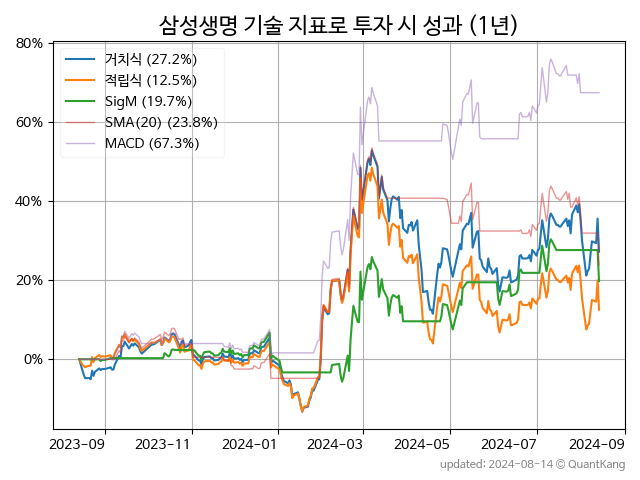 삼성생명 기술 지표로 투자 시 성과 (1년)
거치식 (27.2%)
적립식 (12.5%)
SigM (19.7%)
SMA(20) (23.8%)
MACD (67.3%)
80%
60%
40%
20%
0%
2023-09 2023-11 2024-01 2024-03 2024-05 2024-07 2024-09
updated: 2024-08-14 © QuantKang